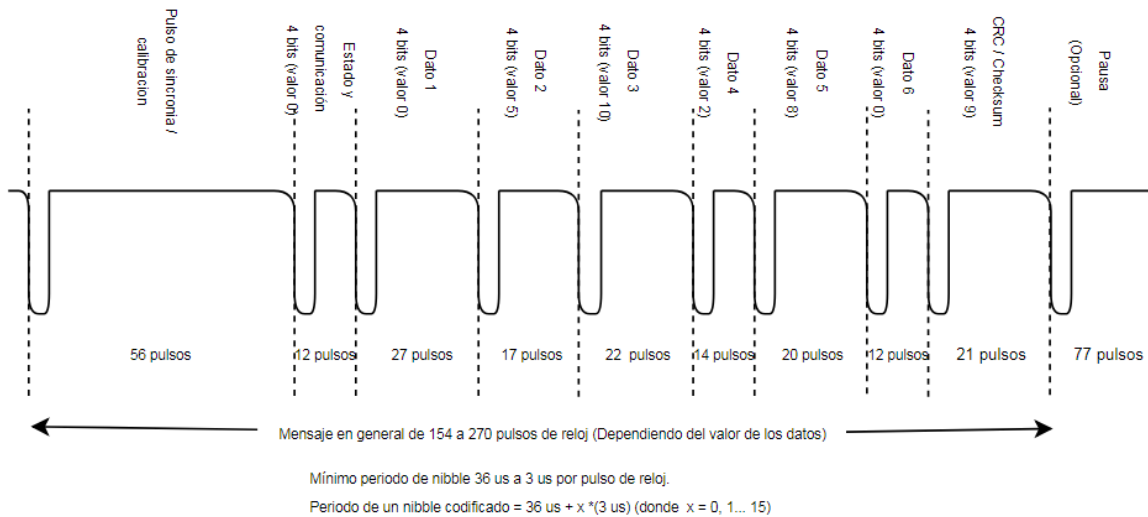 Pulso de sincronia /
calibracion
Estado y
comunicación
4 bits (valor 0)
Dato 1
4 bits (valor 0)
Dato 2
4 bits (valor 5)
Dato 3
4 bits (valor 10)
Dato 4
4 bits (valor 2)
Dato 5
4 bits (valor 8)
Dato 6
4 bits (valor 0)
CRC / Checksum
4 bits (valor 9)
Pausa
(Opcional)
56 pulsos
12 pulsos
27 pulsos
17 pulsos
22 pulsos
14 pulsos
20 pulsos
12 pulsos
21 pulsos
77 pulsos
Mensaje en general de 154 a 270 pulsos de reloj (Dependiendo del valor de los datos)
Mínimo periodo de nibble 36 us a 3 us por pulso de reloj.
Periodo de un nibble codificado = 36 us + x *(3 us) (donde x = 0, 1... 15)